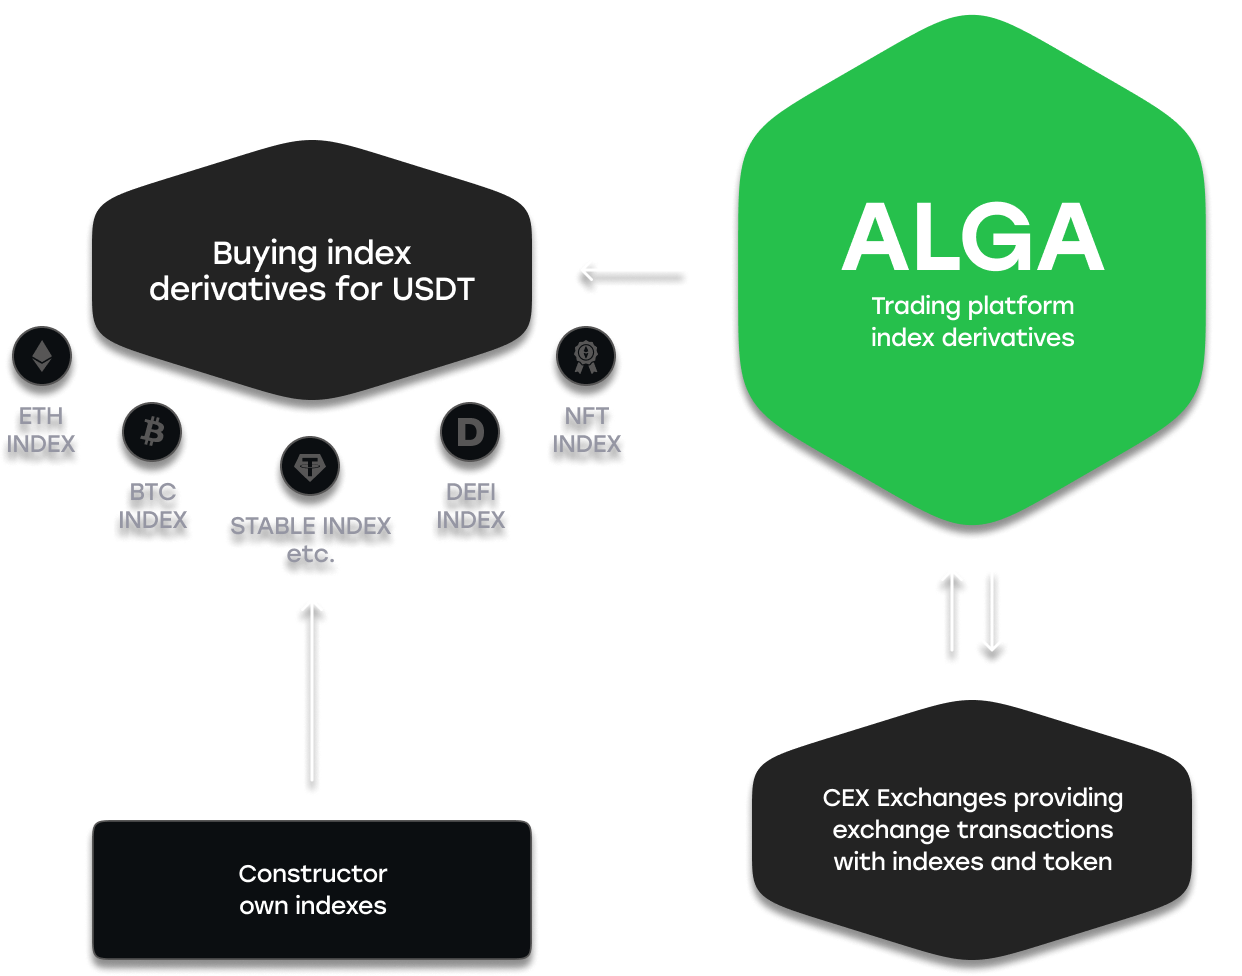 ALGA
Trading platform
index derivatives
Buying index
derivatives for USDT
ETH
INDEX
BTC
INDEX
STABLE INDEX
etc.
DEFI
INDEX
NFT
INDEX
Constructor
own indexes
CEX Exchanges providing
exchange transactions
with indexes and token